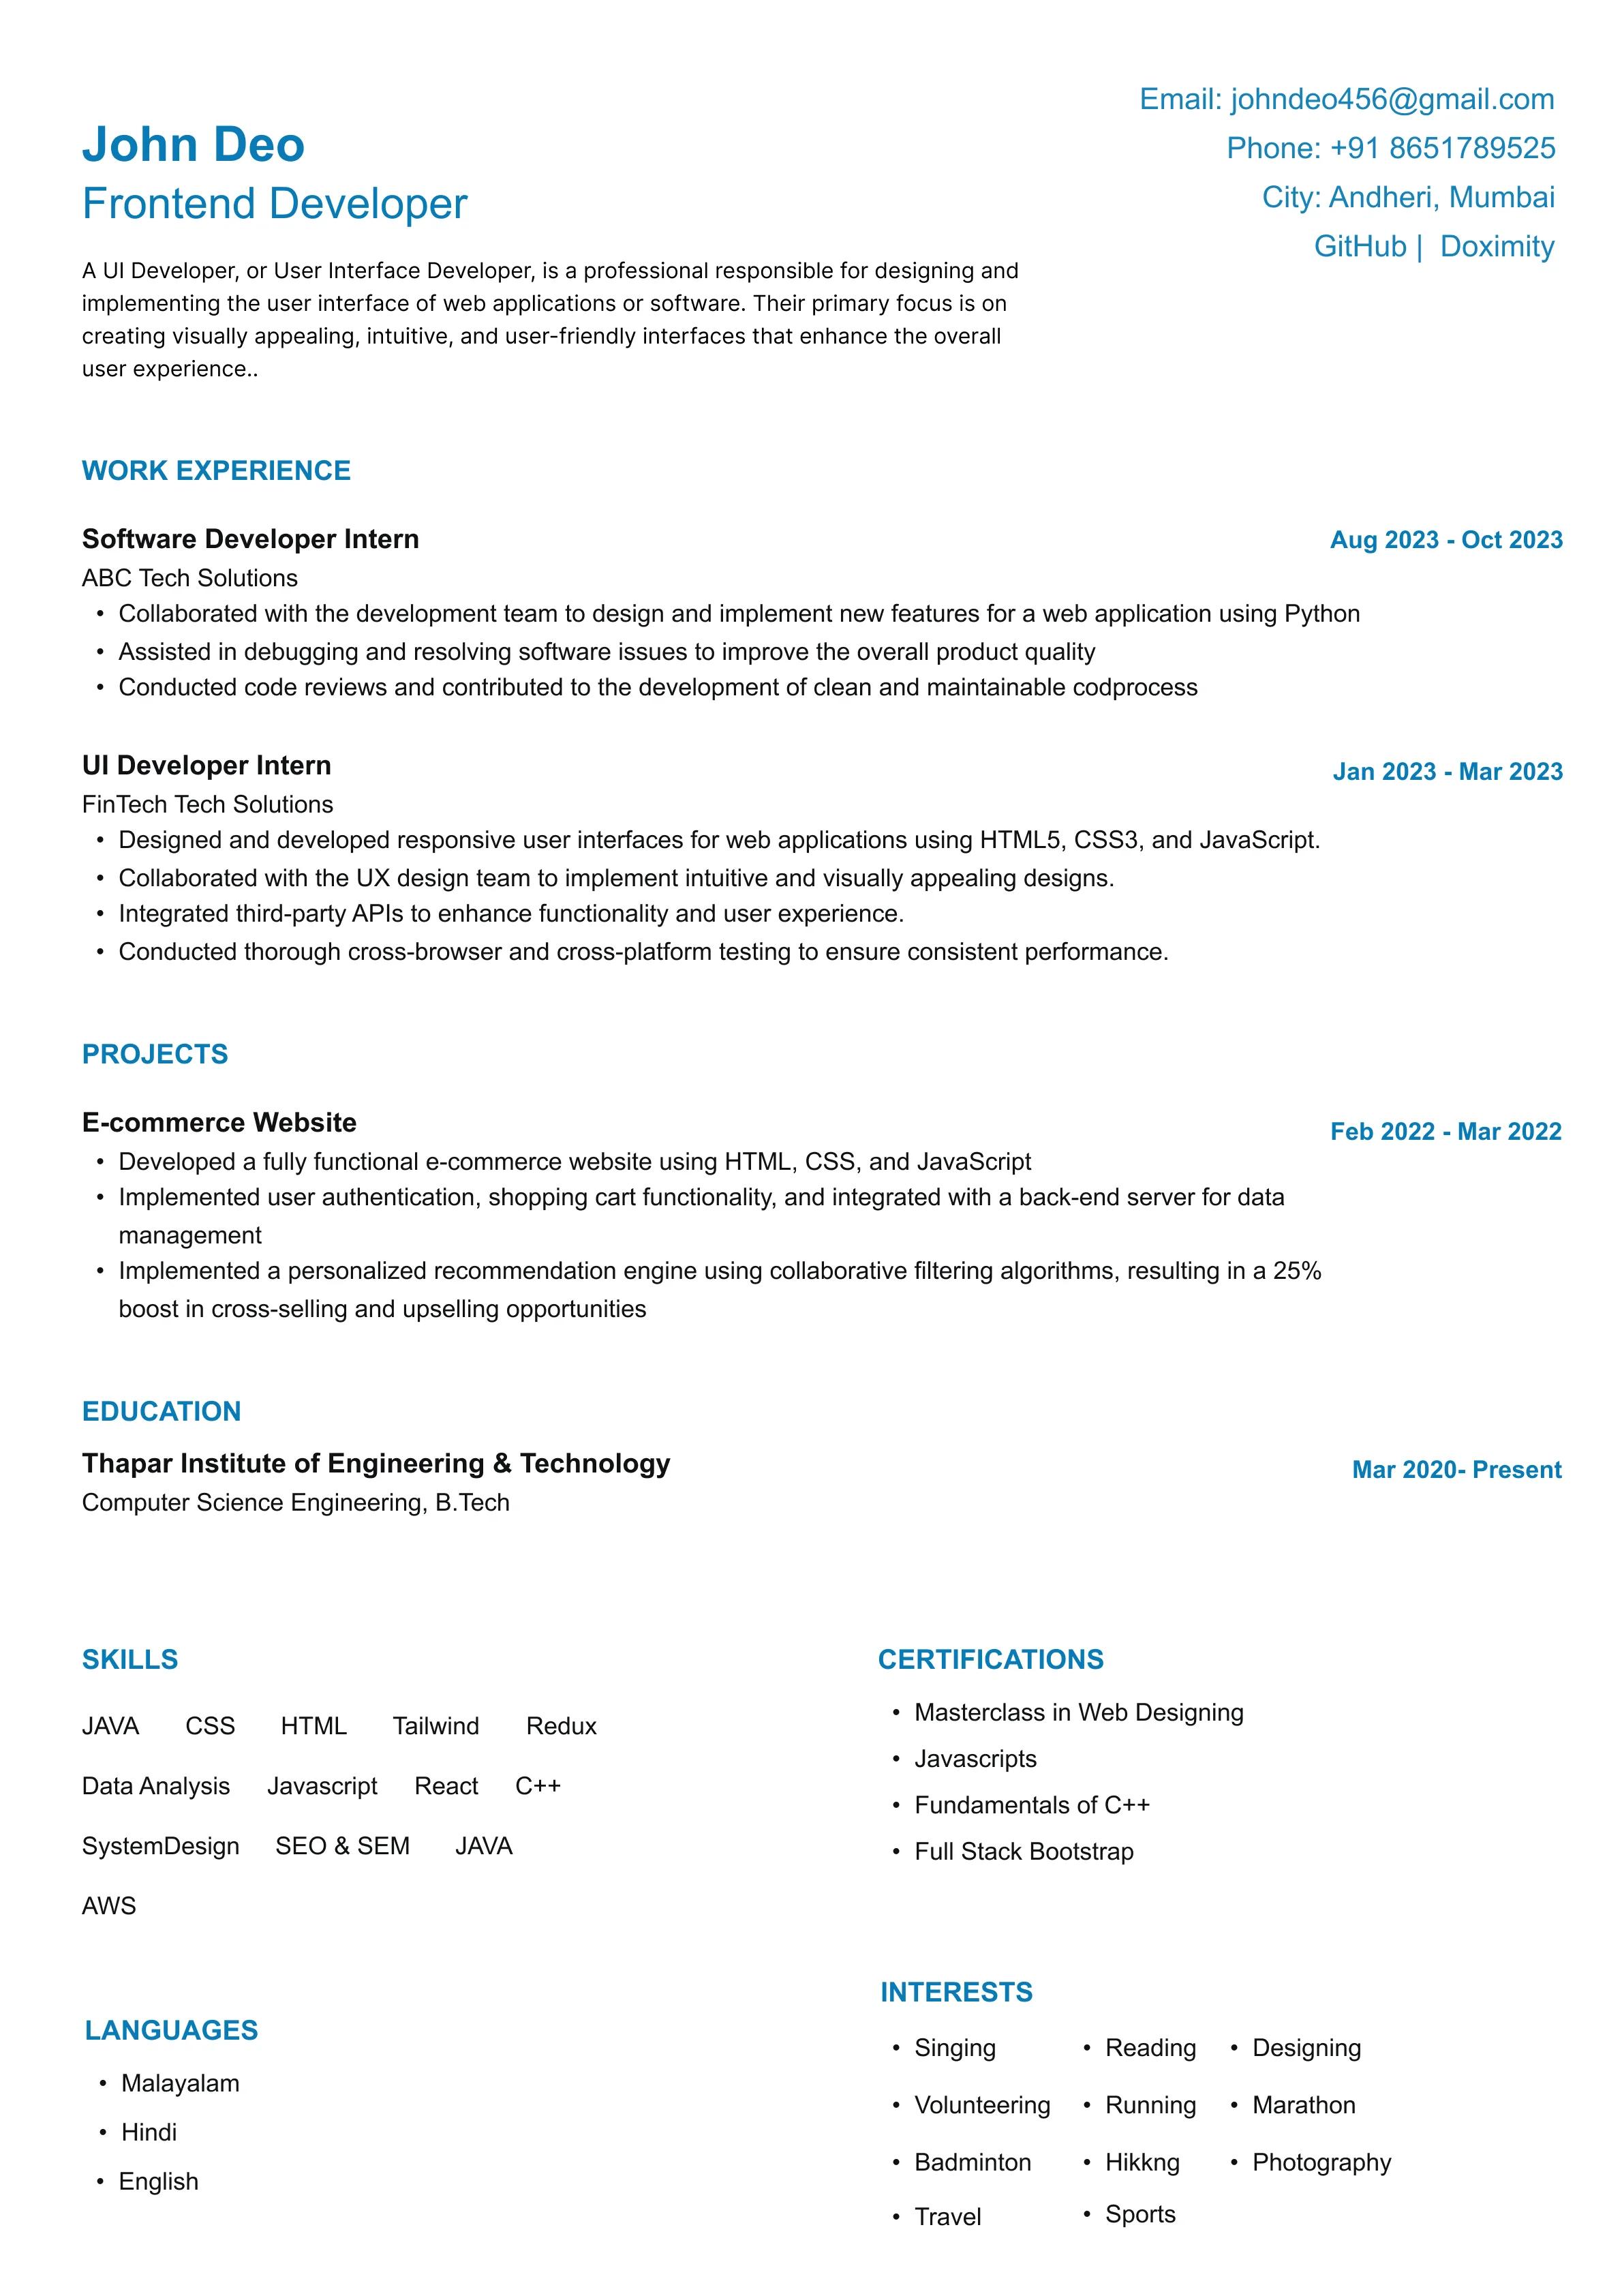 John Deo
Frontend Developer
Email: johndeo456@gmail.com
Phone: +91 8651789525
City: Andheri, Mumbai
GitHub | Doximity
A UI Developer, or User Interface Developer, is a professional responsible for designing and
implementing the user interface of web applications or software. Their primary focus is on
creating visually appealing, intuitive, and user-friendly interfaces that enhance the overall
user experience..
WORK EXPERIENCE
Software Developer Intern
Aug 2023 - Oct 2023
ABC Tech Solutions
• Collaborated with the development team to design and implement new features for a web application using Python
• Assisted in debugging and resolving software issues to improve the overall product quality
• Conducted code reviews and contributed to the development of clean and maintainable codprocess
UI Developer Intern
Jan 2023 - Mar 2023
FinTech Tech Solutions
• Designed and developed responsive user interfaces for web applications using HTML5, CSS3, and JavaScript.
• Collaborated with the UX design team to implement intuitive and visually appealing designs.
• Integrated third-party APIs to enhance functionality and user experience.
• Conducted thorough cross-browser and cross-platform testing to ensure consistent performance.
PROJECTS
E-commerce Website
Feb 2022 - Mar 2022
• Developed a fully functional e-commerce website using HTML, CSS, and JavaScript
• Implemented user authentication, shopping cart functionality, and integrated with a back-end server for data
management
• Implemented a personalized recommendation engine using collaborative filtering algorithms, resulting in a 25%
boost in cross-selling and upselling opportunities
EDUCATION
Thapar Institute of Engineering & Technology
Mar 2020- Present
Computer Science Engineering, B.Tech
SKILLS
JAVA CSS HTML Tailwind Redux
Data Analysis Javascript React C++
SystemDesign SEO & SEM JAVA
AWS
CERTIFICATIONS
• Masterclass in Web Designing
• Javascripts
• Fundamentals of C++
• Full Stack Bootstrap
LANGUAGES
• Malayalam
• Hindi
• English
INTERESTS
• Singing • Reading • Designing
• Volunteering • Running • Marathon
• Badminton • Hikkng • Photography
• Travel • Sports